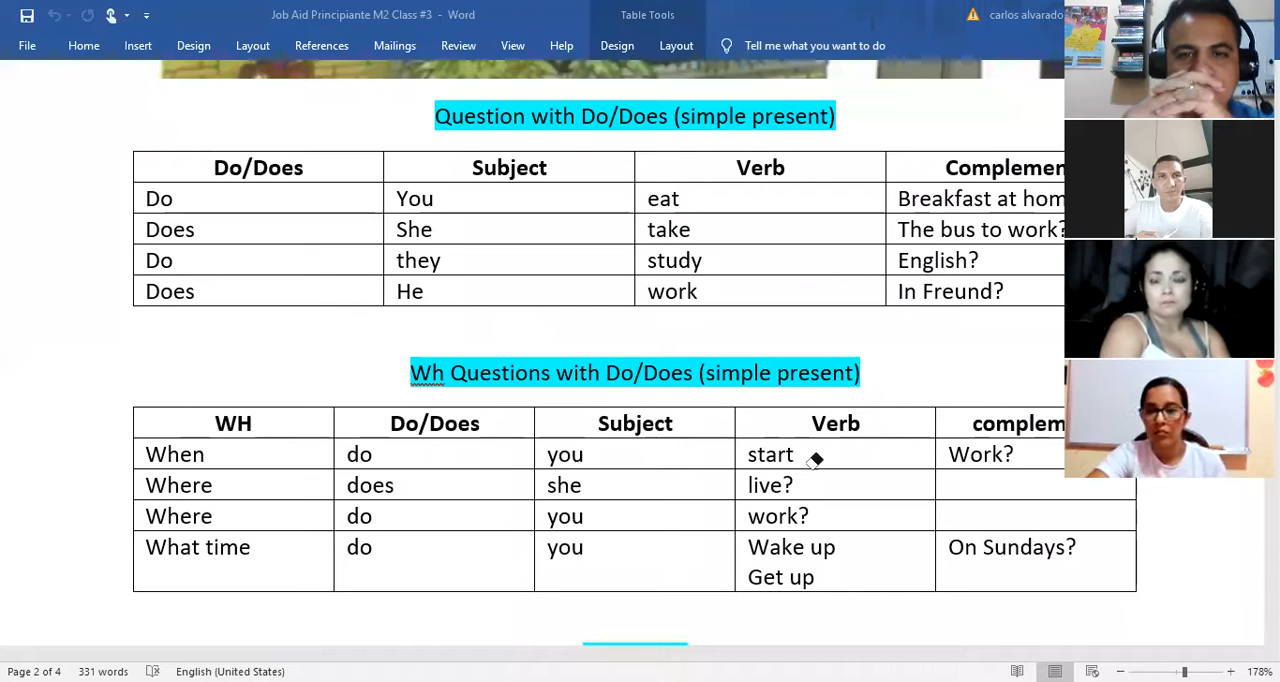 Job Aid Principiante M2 Class #3 - Word
Table Tools
carlos alvarado
File Home Insert Design Layout References Mailings Review View Help Design Layout Tell me what you want to do
Question with Do/Does (simple present)
Do/Does Subject Verb Complemen
Do You eat Breakfast at hom
Does She take The bus to work?
Do they study English?
Does He work In Freund?
Wh Questions with Do/Does (simple present)
WH Do/Does Subject Verb complem
When do you start Work?
Where does she live?
Where do you work?
What time do you Wake up On Sundays?
Get up
Page 2 of 4 331 words English (United States) 178%